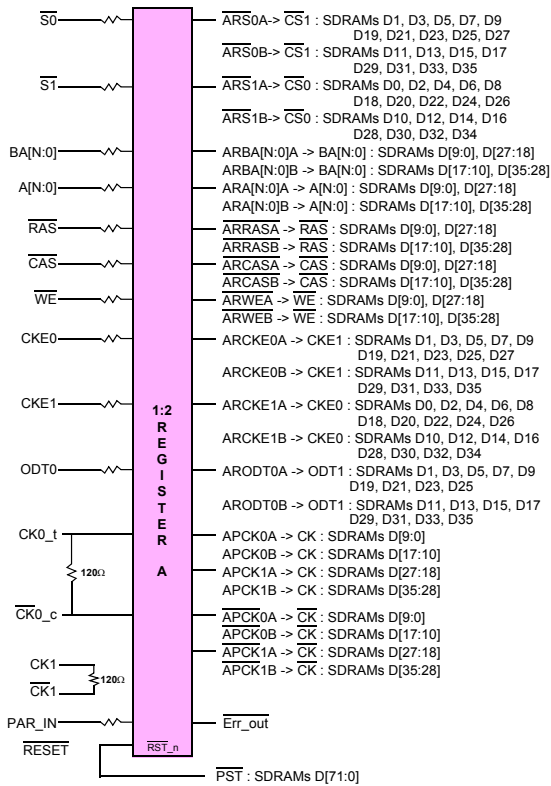 S0
ARS0A-> CS1 : SDRAMs D1, D3, D5, D7, D9
D19, D21, D23, D25, D27
ARS0B-> CS1 : SDRAMs D11, D13, D15, D17
D29, D31, D33, D35
S1
ARS1A-> CS0 : SDRAMs D0, D2, D4, D6, D8
D18, D20, D22, D24, D26
ARS1B-> CS0 : SDRAMs D10, D12, D14, D16
D28, D30, D32, D34
BA[N:0]
ARBA[N:0]A -> BA[N:0] : SDRAMs D[9:0], D[27:18]
ARBA[N:0]B -> BA[N:0] : SDRAMs D[17:10], D[35:28]
A[N:0]
ARA[N:0]A -> A[N:0] : SDRAMs D[9:0], D[27:18]
ARA[N:0]B -> A[N:0] : SDRAMs D[17:10], D[35:28]
RAS
ARRASA -> RAS : SDRAMs D[9:0], D[27:18]
ARRASB -> RAS : SDRAMs D[17:10], D[35:28]
CAS
ARCASA -> CAS : SDRAMs D[9:0], D[27:18]
ARCASB -> CAS : SDRAMs D[17:10], D[35:28]
WE
ARWEA -> WE : SDRAMs D[9:0], D[27:18]
ARWEB -> WE : SDRAMs D[17:10], D[35:28]
CKE0
ARCKE0A -> CKE1 : SDRAMs D1, D3, D5, D7, D9
D19, D21, D23, D25, D27
ARCKE0B -> CKE1 : SDRAMs D11, D13, D15, D17
D29, D31, D33, D35
CKE1
ARCKE1A -> CKE0 : SDRAMs D0, D2, D4, D6, D8
D18, D20, D22, D24, D26
ARCKE1B -> CKE0 : SDRAMs D10, D12, D14, D16
D28, D30, D32, D34
1:2
R
E
G
I
S
T
E
R
A
ODT0
ARODT0A -> ODT1 : SDRAMs D1, D3, D5, D7, D9
D19, D21, D23, D25
ARODT0B -> ODT1 : SDRAMs D11, D13, D15, D17
D29, D31, D33, D35
CK0_t
120Ω
CK0_c
APCK0A -> CK : SDRAMs D[9:0]
APCK0B -> CK : SDRAMs D[17:10]
APCK1A -> CK : SDRAMs D[27:18]
APCK1B -> CK : SDRAMs D[35:28]
APCK0A -> CK : SDRAMs D[9:0]
APCK0B -> CK : SDRAMs D[17:10]
APCK1A -> CK : SDRAMs D[27:18]
APCK1B -> CK : SDRAMs D[35:28]
CK1
120Ω
CK1
PAR_IN
Err_out
RESET
RST_n
PST : SDRAMs D[71:0]